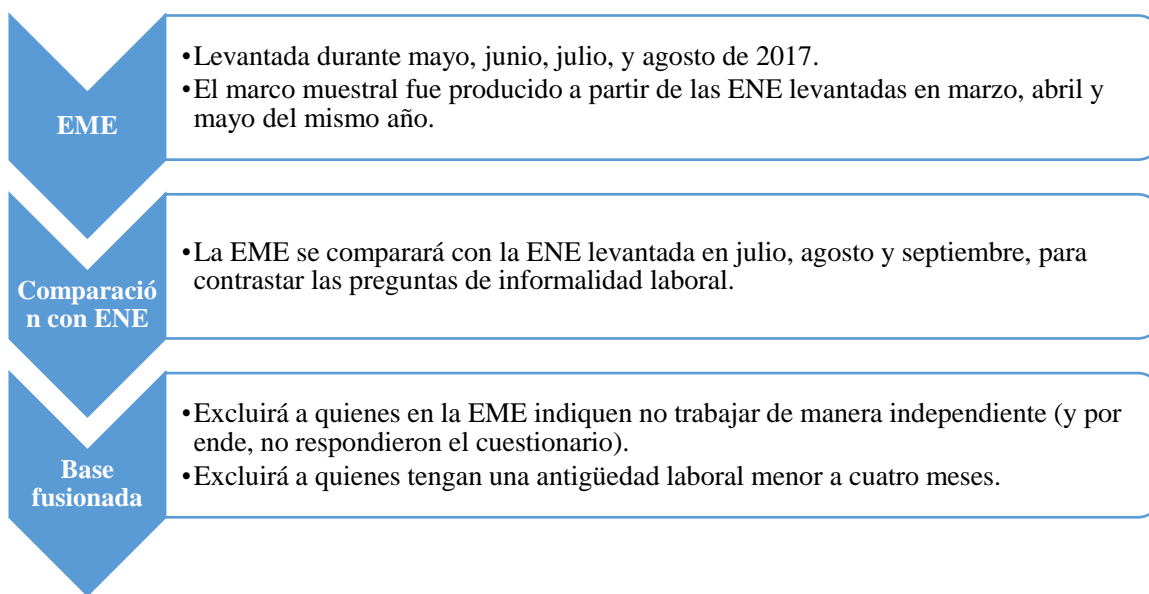 EME
•Levantada durante mayo, junio, julio, y agosto de 2017.
•El marco muestral fue producido a partir de las ENE levantadas en marzo, abril y
mayo del mismo año.
Comparació
n con ENE
•La EME se comparará con la ENE levantada en julio, agosto y septiembre, para
contrastar las preguntas de informalidad laboral.
Base
fusionada
•Excluirá a quienes en la EME indiquen no trabajar de manera independiente (y por
ende, no respondieron el cuestionario).
•Excluirá a quienes tengan una antigüedad laboral menor a cuatro meses.